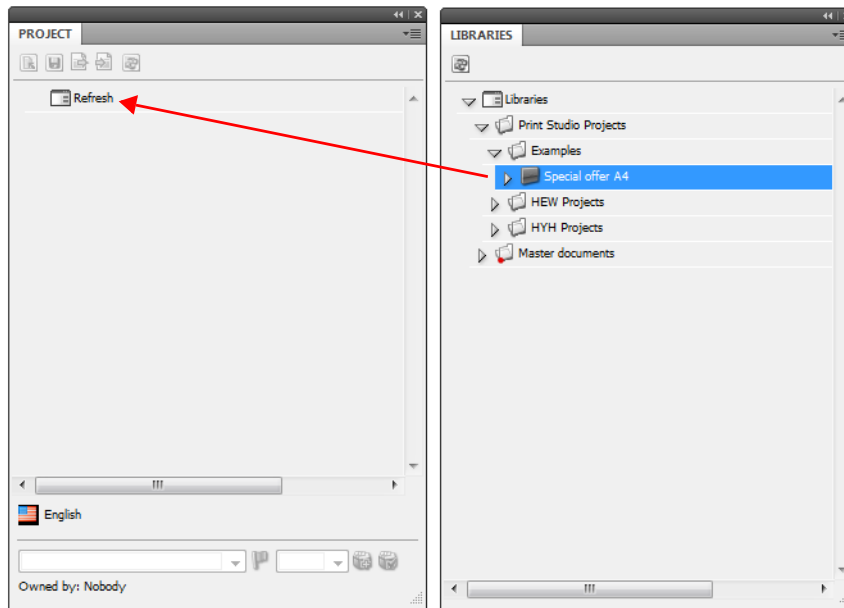 PROJECT
Refresh
English
Owned by: Nobody
LIBRARIES
Libraries
Print Studio Projects
Examples
Special offer A4
HEW Projects
HYH Projects
Master documents